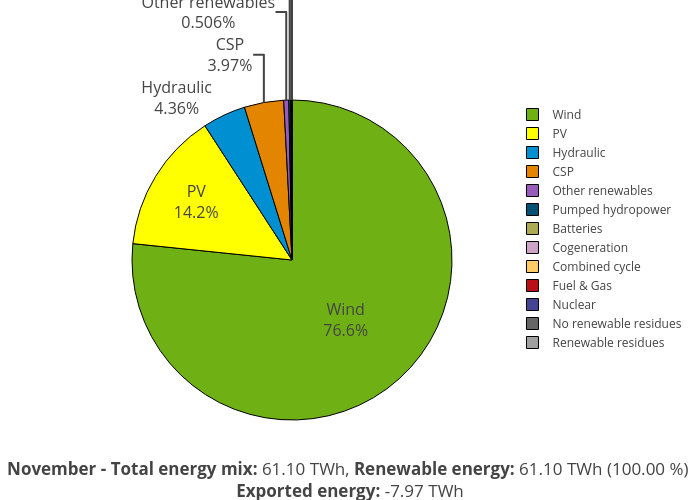 Other renewables
0.506%
CSP
3.97%
Hydraulic
4.36%
PV
14.2%
Wind
76.6%
Wind
PV
Hydraulic
CSP
Other renewables
Pumped hydropower
Batteries
Cogeneration
Combined cycle
Fuel & Gas
Nuclear
No renewable residues
Renewable residues
November - Total energy mix: 61.10 TWh, Renewable energy: 61.10 TWh (100.00 %)
Exported energy: -7.97 TWh